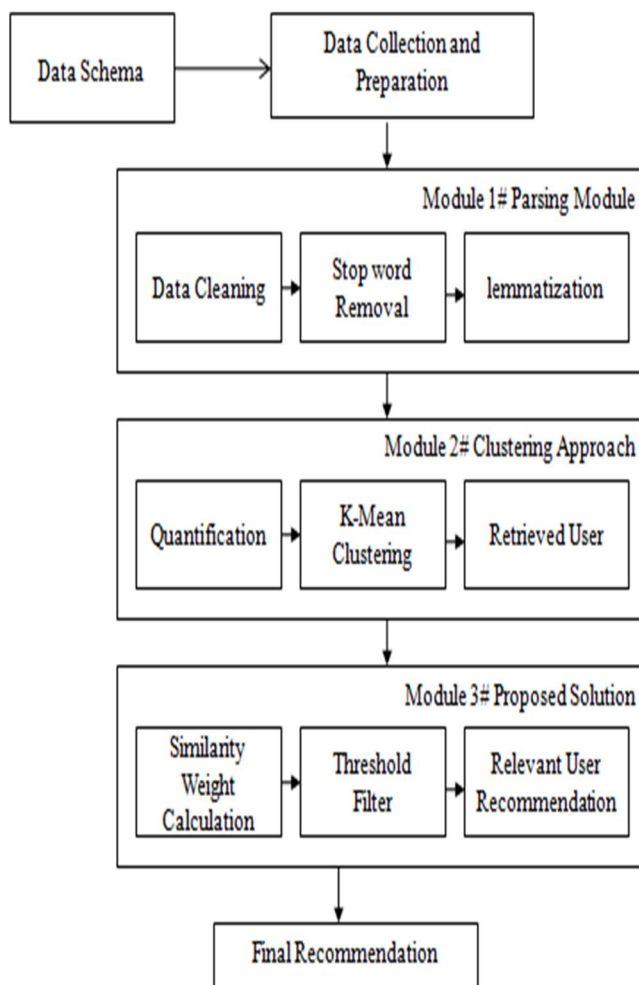 Data Schema
Data Collection and
Preparation
Module 1# Parsing Module
Data Cleaning
Stop word
Removal
lemmatization
Module 2# Clustering Approach
Quantification
K-Mean
Clustering
Retrieved User
Module 3# Proposed Solution
Similarity
Weight
Calculation
Threshold
Filter
Relevant User
Recommendation
Final Recommendation